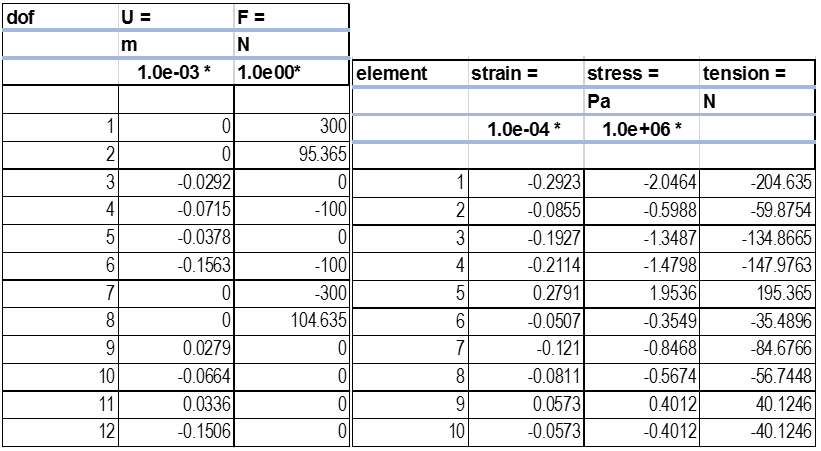 dof U = F =
m N
1.0e-03 * 1.0e00* element strain = stress = tension =
Pa N
1 0 300 1.0e-04 * 1.0e+06 *
2 0 95.365
3 -0.0292 0 1 -0.2923 -2.0464 -204.635
4 -0.0715 -100 2 -0.0855 -0.5988 -59.8754
5 -0.0378 0 3 -0.1927 -1.3487 -134.8665
6 -0.1563 -100 4 -0.2114 -1.4798 -147.9763
7 0 -300 5 0.2791 1.9536 195.365
8 0 104.635 6 -0.0507 -0.3549 -35.4896
9 0.0279 0 7 -0.121 -0.8468 -84.6766
10 -0.0664 0 8 -0.0811 -0.5674 -56.7448
11 0.0336 0 9 0.0573 0.4012 40.1246
12 -0.1506 0 10 -0.0573 -0.4012 -40.1246